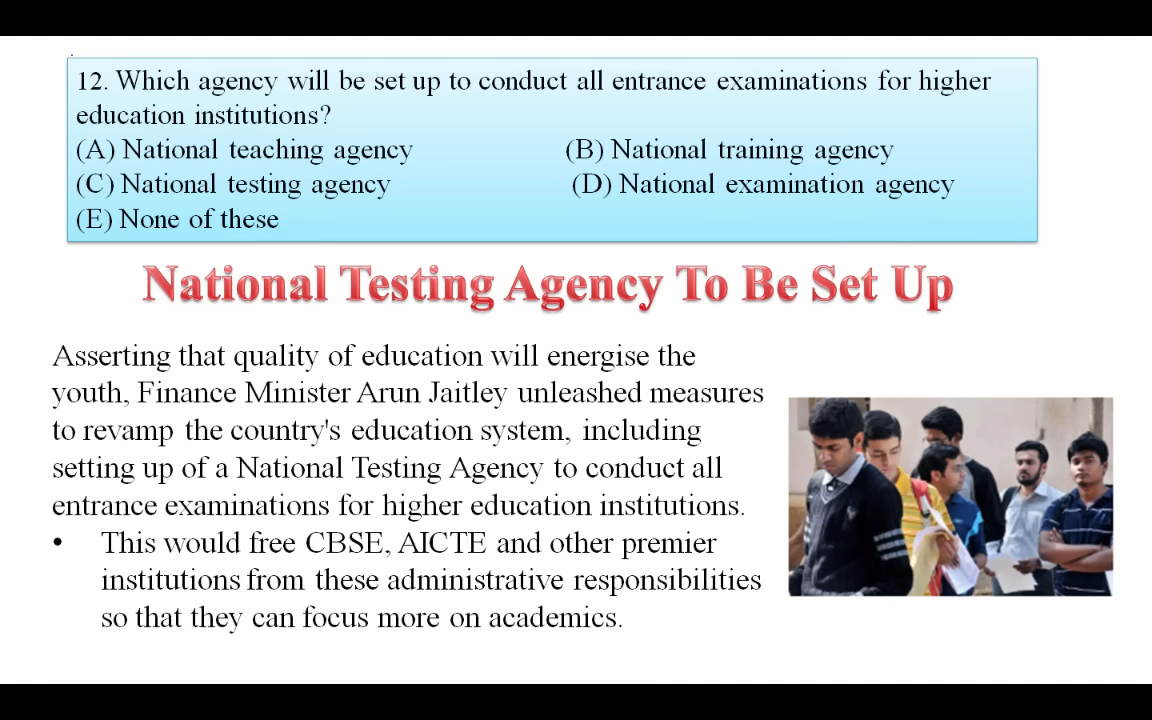 12. Which agency will be set up to conduct all entrance examinations for higher
education institutions?
(A) National teaching agency (B) National training agency
(C) National testing agency (D) National examination agency
(E) None of these
National Testing Agency To Be Set Up
Asserting that quality of education will energise the
youth, Finance Minister Arun Jaitley unleashed measures
to revamp the country's education system, including
setting up of a National Testing Agency to conduct all
entrance examinations for higher education institutions.
• This would free CBSE, AICTE and other premier
institutions from these administrative responsibilities
so that they can focus more on academics.